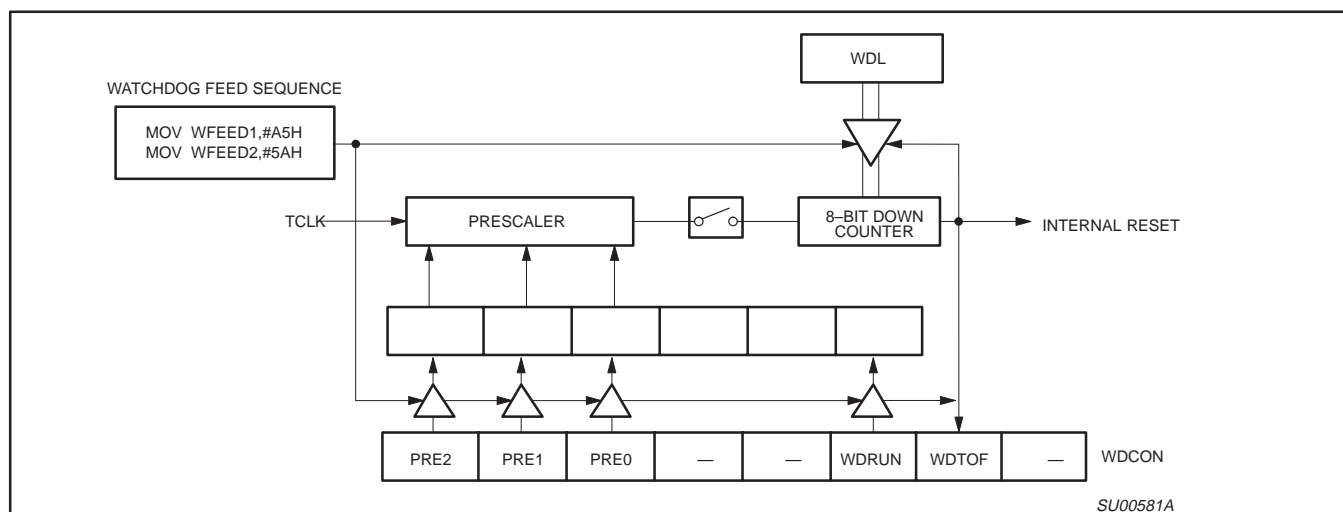 WDL
WATCHDOG FEED SEQUENCE
MOV WFEED1,#A5H
MOV WFEED2,#5AH
TCLK
PRESCALER
8–BIT DOWN
COUNTER
INTERNAL RESET
PRE2 PRE1 PRE0 — — WDRUN WDTOF — WDCON
SU00581A